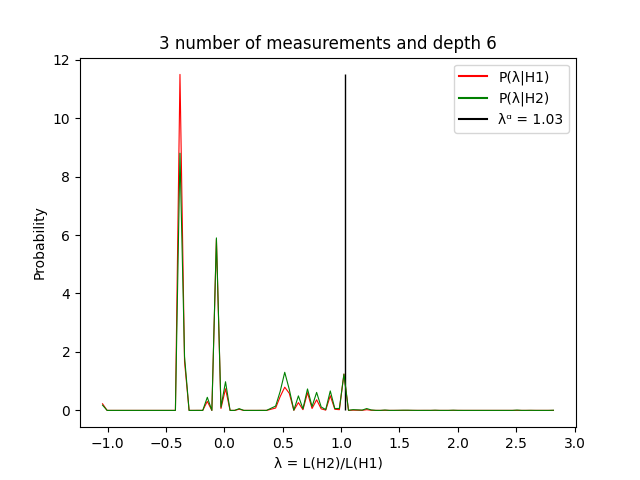 3 number of measurements and depth 6
P(λ|H1)
P(λ|H2)
λᵅ = 1.03
Probability
12
10
8
6
4
2
0
−1.0 −0.5 0.0 0.5 1.0 1.5 2.0 2.5 3.0
λ = L(H2)/L(H1)